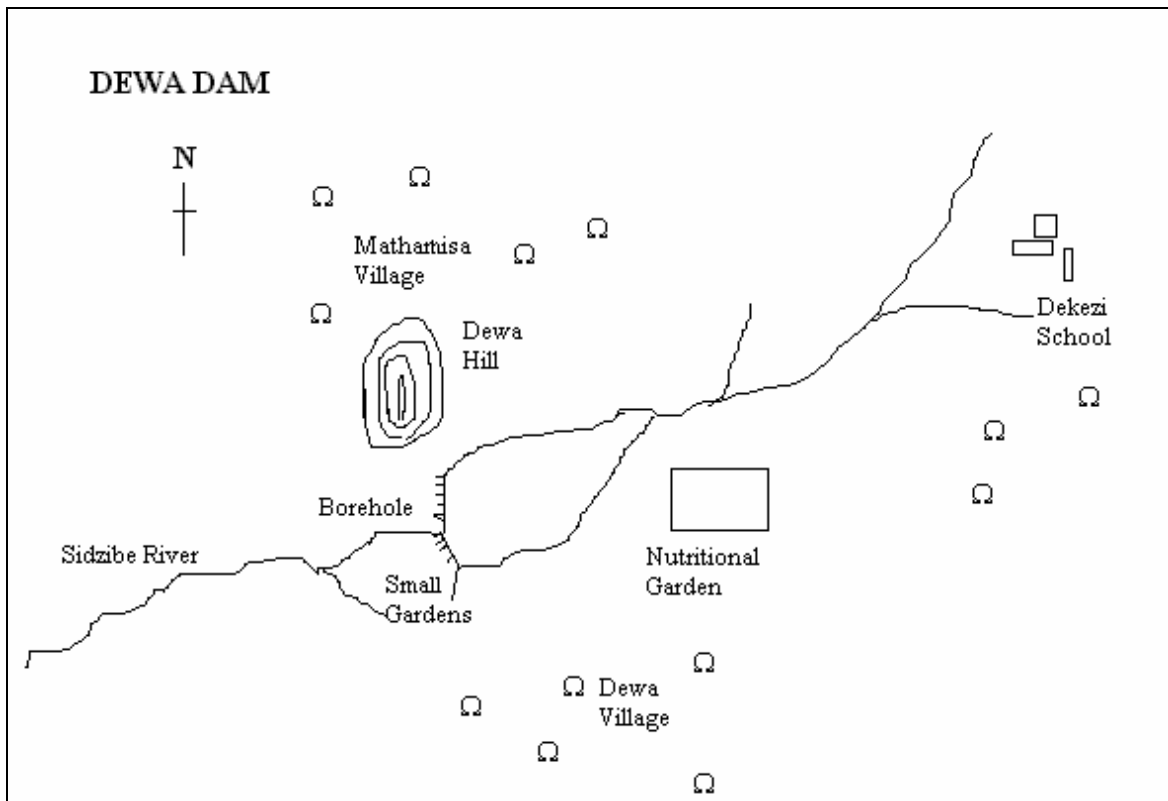 DEWA DAM
N
Mathamisa
Village
Dewa
Hill
Dekezi
School
Borehole
Sidzibe River
Small
Gardens
Nutritional
Garden
Dewa
Village